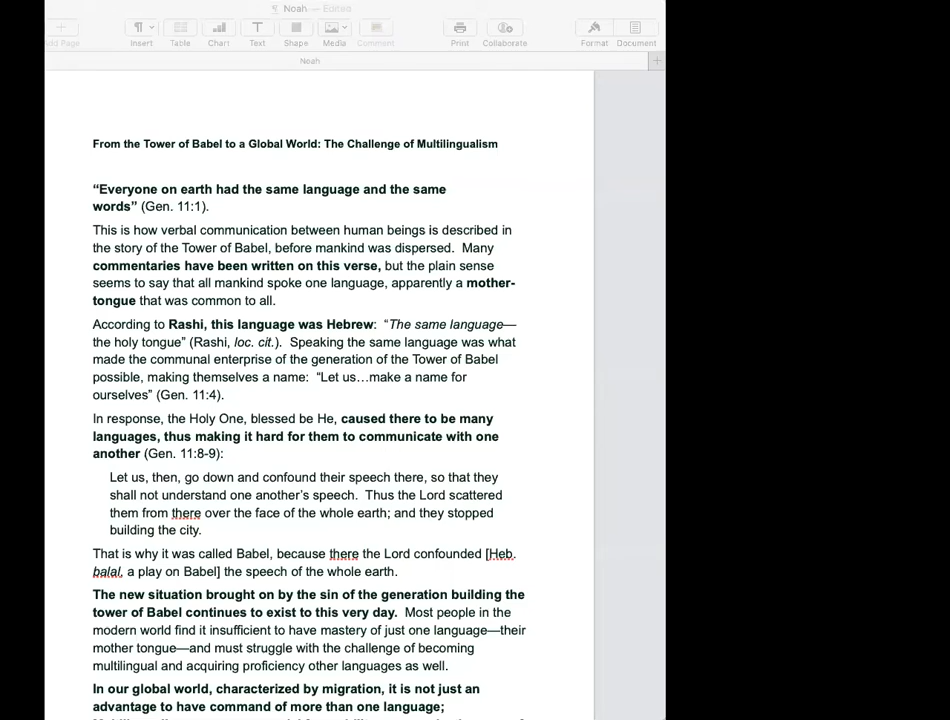 Noah — Edited
Add Page Insert Table Chart Text Shape Media Comment Print Collaborate Format Document
Noah
From the Tower of Babel to a Global World: The Challenge of Multilingualism
“Everyone on earth had the same language and the same
words” (Gen. 11:1).
This is how verbal communication between human beings is described in
the story of the Tower of Babel, before mankind was dispersed.  Many
commentaries have been written on this verse, but the plain sense
seems to say that all mankind spoke one language, apparently a mother-
tongue that was common to all.
According to Rashi, this language was Hebrew:  “The same language—
the holy tongue” (Rashi, loc. cit.).  Speaking the same language was what
made the communal enterprise of the generation of the Tower of Babel
possible, making themselves a name:  “Let us…make a name for
ourselves” (Gen. 11:4).
In response, the Holy One, blessed be He, caused there to be many
languages, thus making it hard for them to communicate with one
another (Gen. 11:8-9):
Let us, then, go down and confound their speech there, so that they
shall not understand one another’s speech.  Thus the Lord scattered
them from there over the face of the whole earth; and they stopped
building the city.
That is why it was called Babel, because there the Lord confounded [Heb.
balal, a play on Babel] the speech of the whole earth.
The new situation brought on by the sin of the generation building the
tower of Babel continues to exist to this very day.  Most people in the
modern world find it insufficient to have mastery of just one language—their
mother tongue—and must struggle with the challenge of becoming
multilingual and acquiring proficiency other languages as well.
In our global world, characterized by migration, it is not just an
advantage to have command of more than one language;